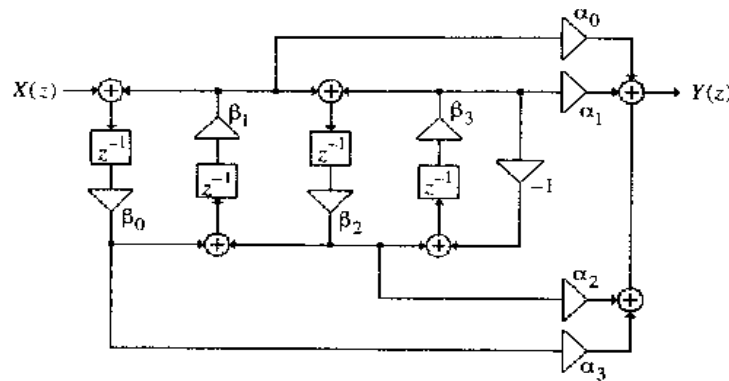 α₀
X(z) + + α₁ + Y(z)
β₁ β₃
z⁻¹ z⁻¹ z⁻¹ z⁻¹ −1
β₀ β₂
+ +
α₂ +
α₃